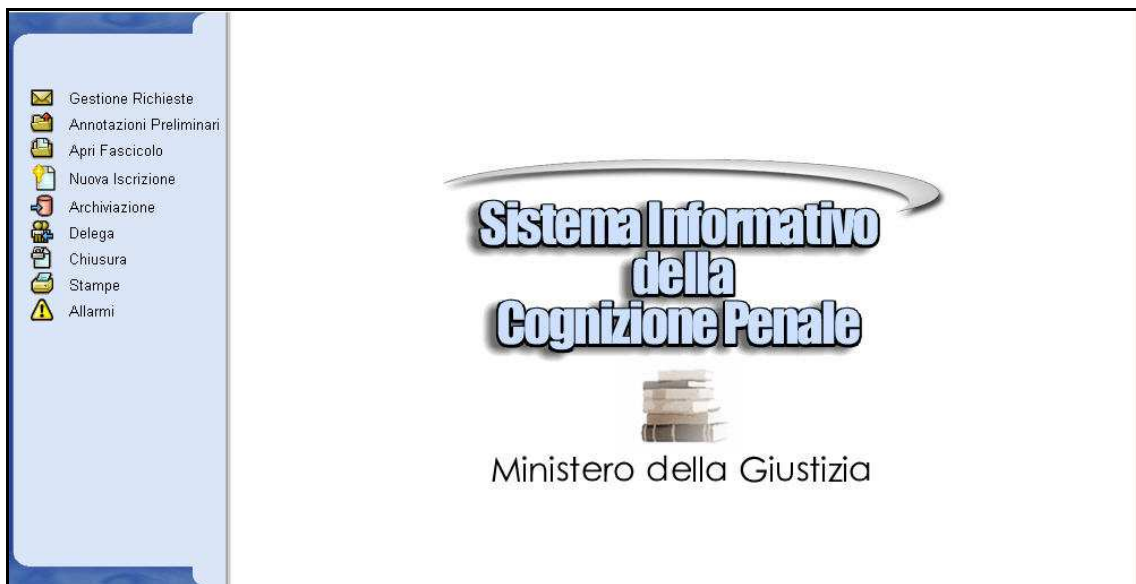 Gestione Richieste
Annotazioni Preliminari
Apri Fascicolo
Nuova Iscrizione
Archiviazione
Delega
Chiusura
Stampe
Allarmi
Sistema Informativo
della
Cognizione Penale
Ministero della Giustizia